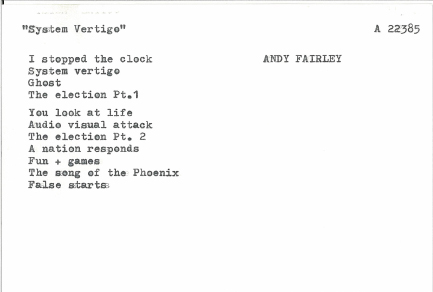 "System Vertigo" A 22385
I stopped the clock ANDY FAIRLEY
System vertigo
Ghost
The election Pt.1
You look at life
Audio visual attack
The election Pt. 2
A nation responds
Fun + games
The song of the Phoenix
False starts